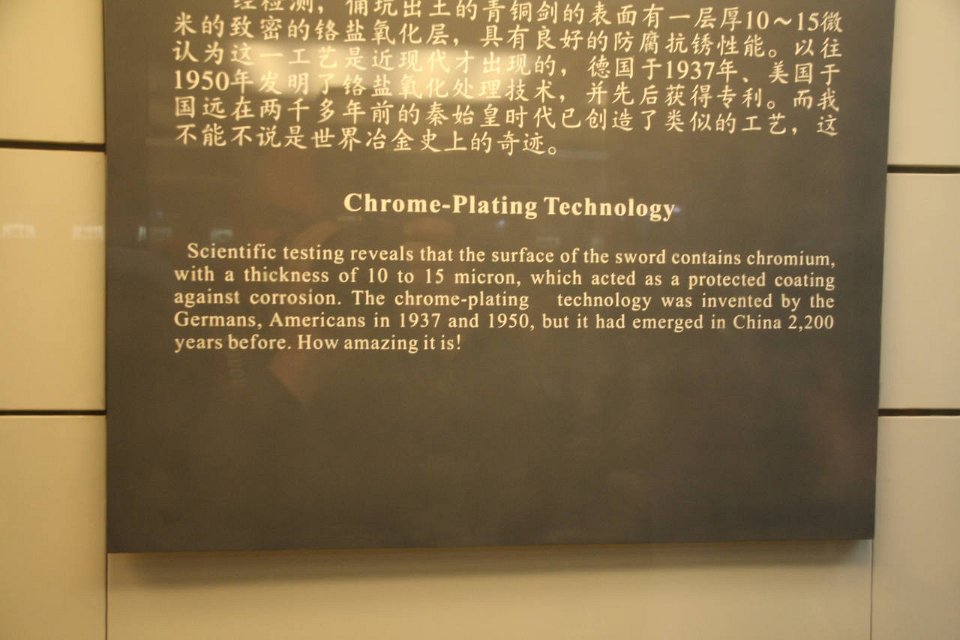 经检测，俑坑出土的青铜剑的表面有一层厚10～15微
米的致密的铬盐氧化层，具有良好的防腐抗锈性能。以往
认为这一工艺是近现代才出现的，德国于1937年、美国于
1950年发明了铬盐氧化处理技术，并先后获得专利。而我
国远在两千多年前的秦始皇时代已创造了类似的工艺，这
不能不说是世界冶金史上的奇迹。
Chrome-Plating Technology
Scientific testing reveals that the surface of the sword contains chromium,
with a thickness of 10 to 15 micron, which acted as a protected coating
against corrosion. The chrome-plating technology was invented by the
Germans, Americans in 1937 and 1950, but it had emerged in China 2,200
years before. How amazing it is!